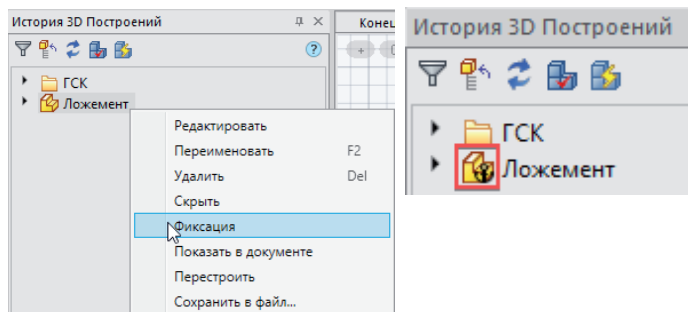 История 3D Построений
ГСК
Ложемент
Редактировать
Переименовать F2
Удалить Del
Скрыть
Фиксация
Показать в документе
Перестроить
Сохранить в файл...
Конец
История 3D Построений
ГСК
Ложемент